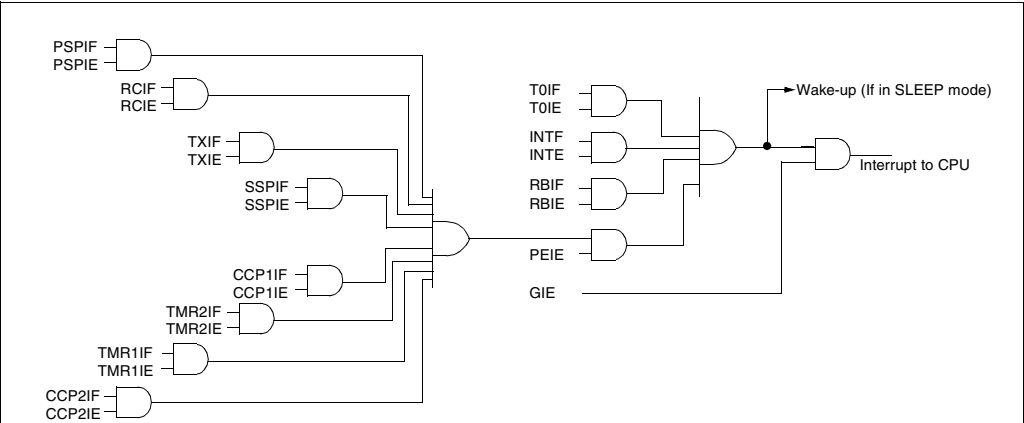 PSPIF
PSPIE
RCIF
RCIE
TXIF
TXIE
SSPIF
SSPIE
CCP1IF
CCP1IE
TMR2IF
TMR2IE
TMR1IF
TMR1IE
CCP2IF
CCP2IE
T0IF
T0IE
INTF
INTE
RBIF
RBIE
PEIE
GIE
Wake-up (If in SLEEP mode)
Interrupt to CPU